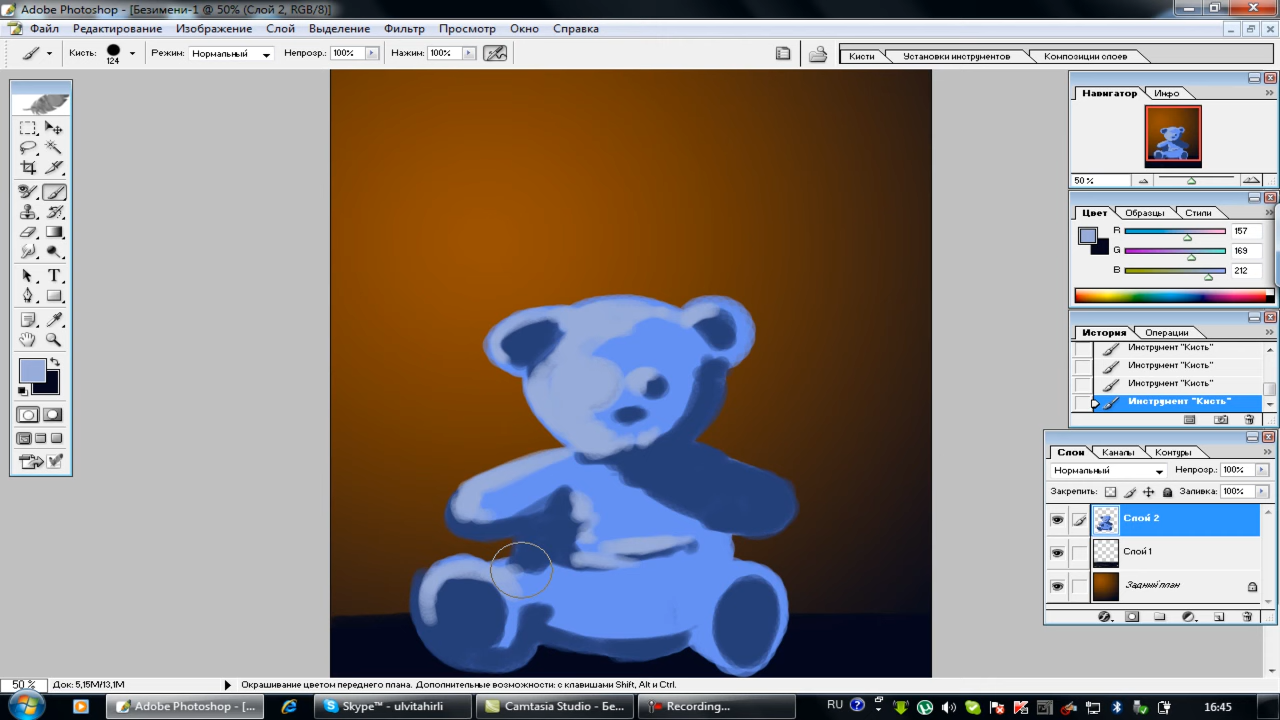 Adobe Photoshop - [Безимени-1 @ 50% (Слой 2, RGB/8)]
Файл Редактирование Изображение Слой Выделение Фильтр Просмотр Окно Справка
Кисть: 124 Режим: Нормальный Непрозр.: 100% Нажим: 100% Кисти Установки инструментов Композиции слоев
Навигатор Инфо
50 %
Цвет Образцы Стили
R 157
G 169
B 212
История Операции
Инструмент "Кисть"
Инструмент "Кисть"
Инструмент "Кисть"
Инструмент "Кисть"
Слои Каналы Контуры
Нормальный Непрозр.: 100%
Закрепить: Заливка: 100%
Слой 2
Слой 1
Задний план
50 % Док: 5,15M/13,1M Окрашивание цветом переднего плана. Дополнительные возможности: с клавишами Shift, Alt и Ctrl.
Adobe Photoshop - [... Skype™ - ulvitahirli Camtasia Studio - Бе... Recording... RU 16:45